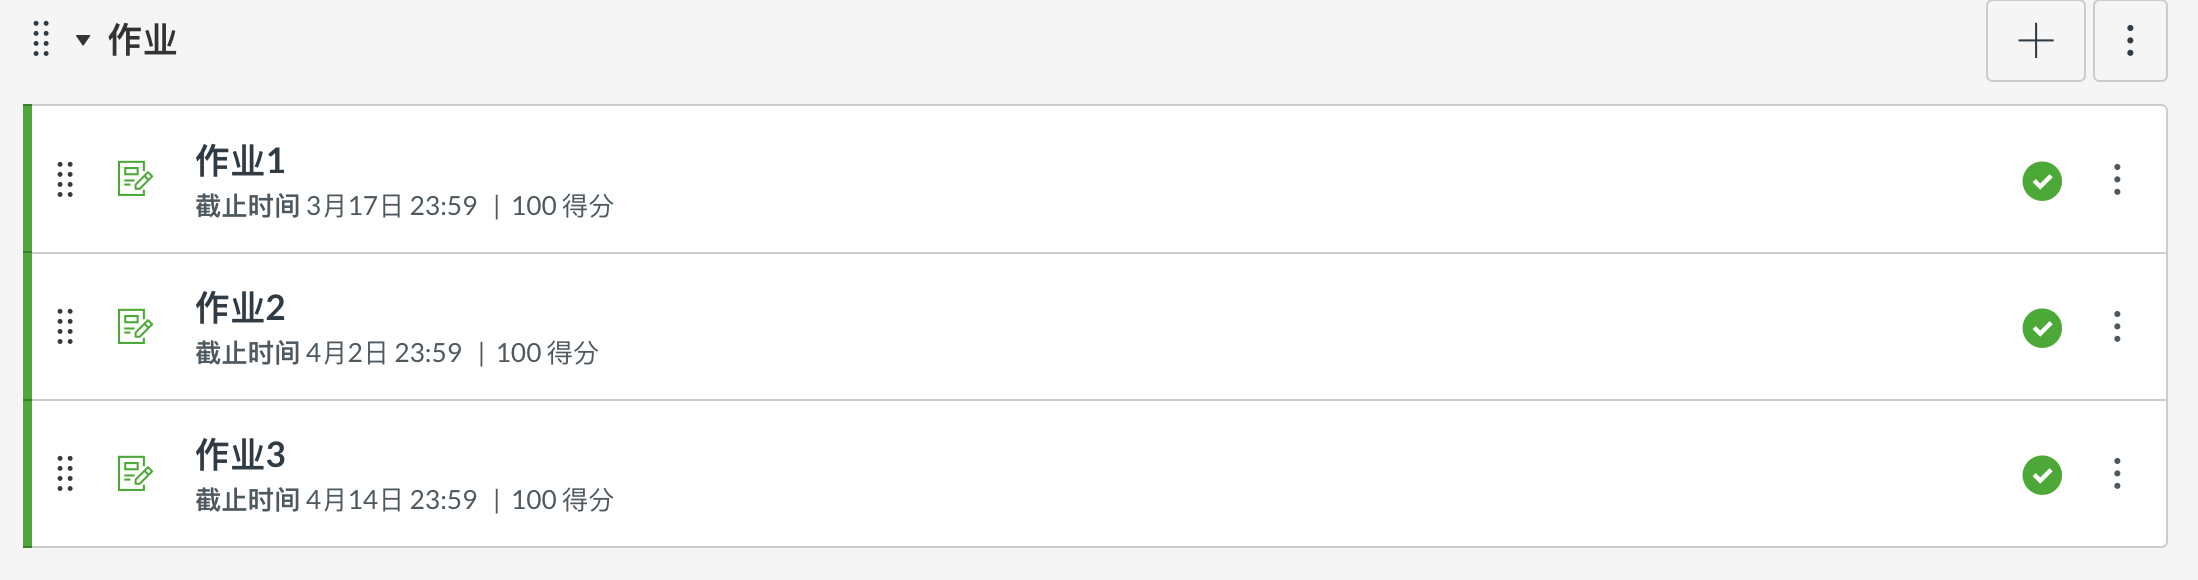 作业
作业1
截止时间 3月17日 23:59 | 100 得分
作业2
截止时间 4月2日 23:59 | 100 得分
作业3
截止时间 4月14日 23:59 | 100 得分